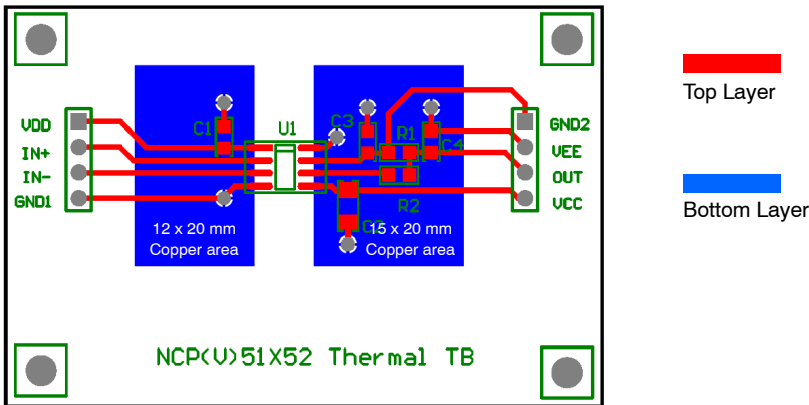 VDD
IN+
IN-
GND1
C1
U1
C3
R1
C4
R2
GND2
VEE
OUT
VCC
12 x 20 mm
Copper area
15 x 20 mm
Copper area
NCP(V)51X52 Thermal TB
Top Layer
Bottom Layer